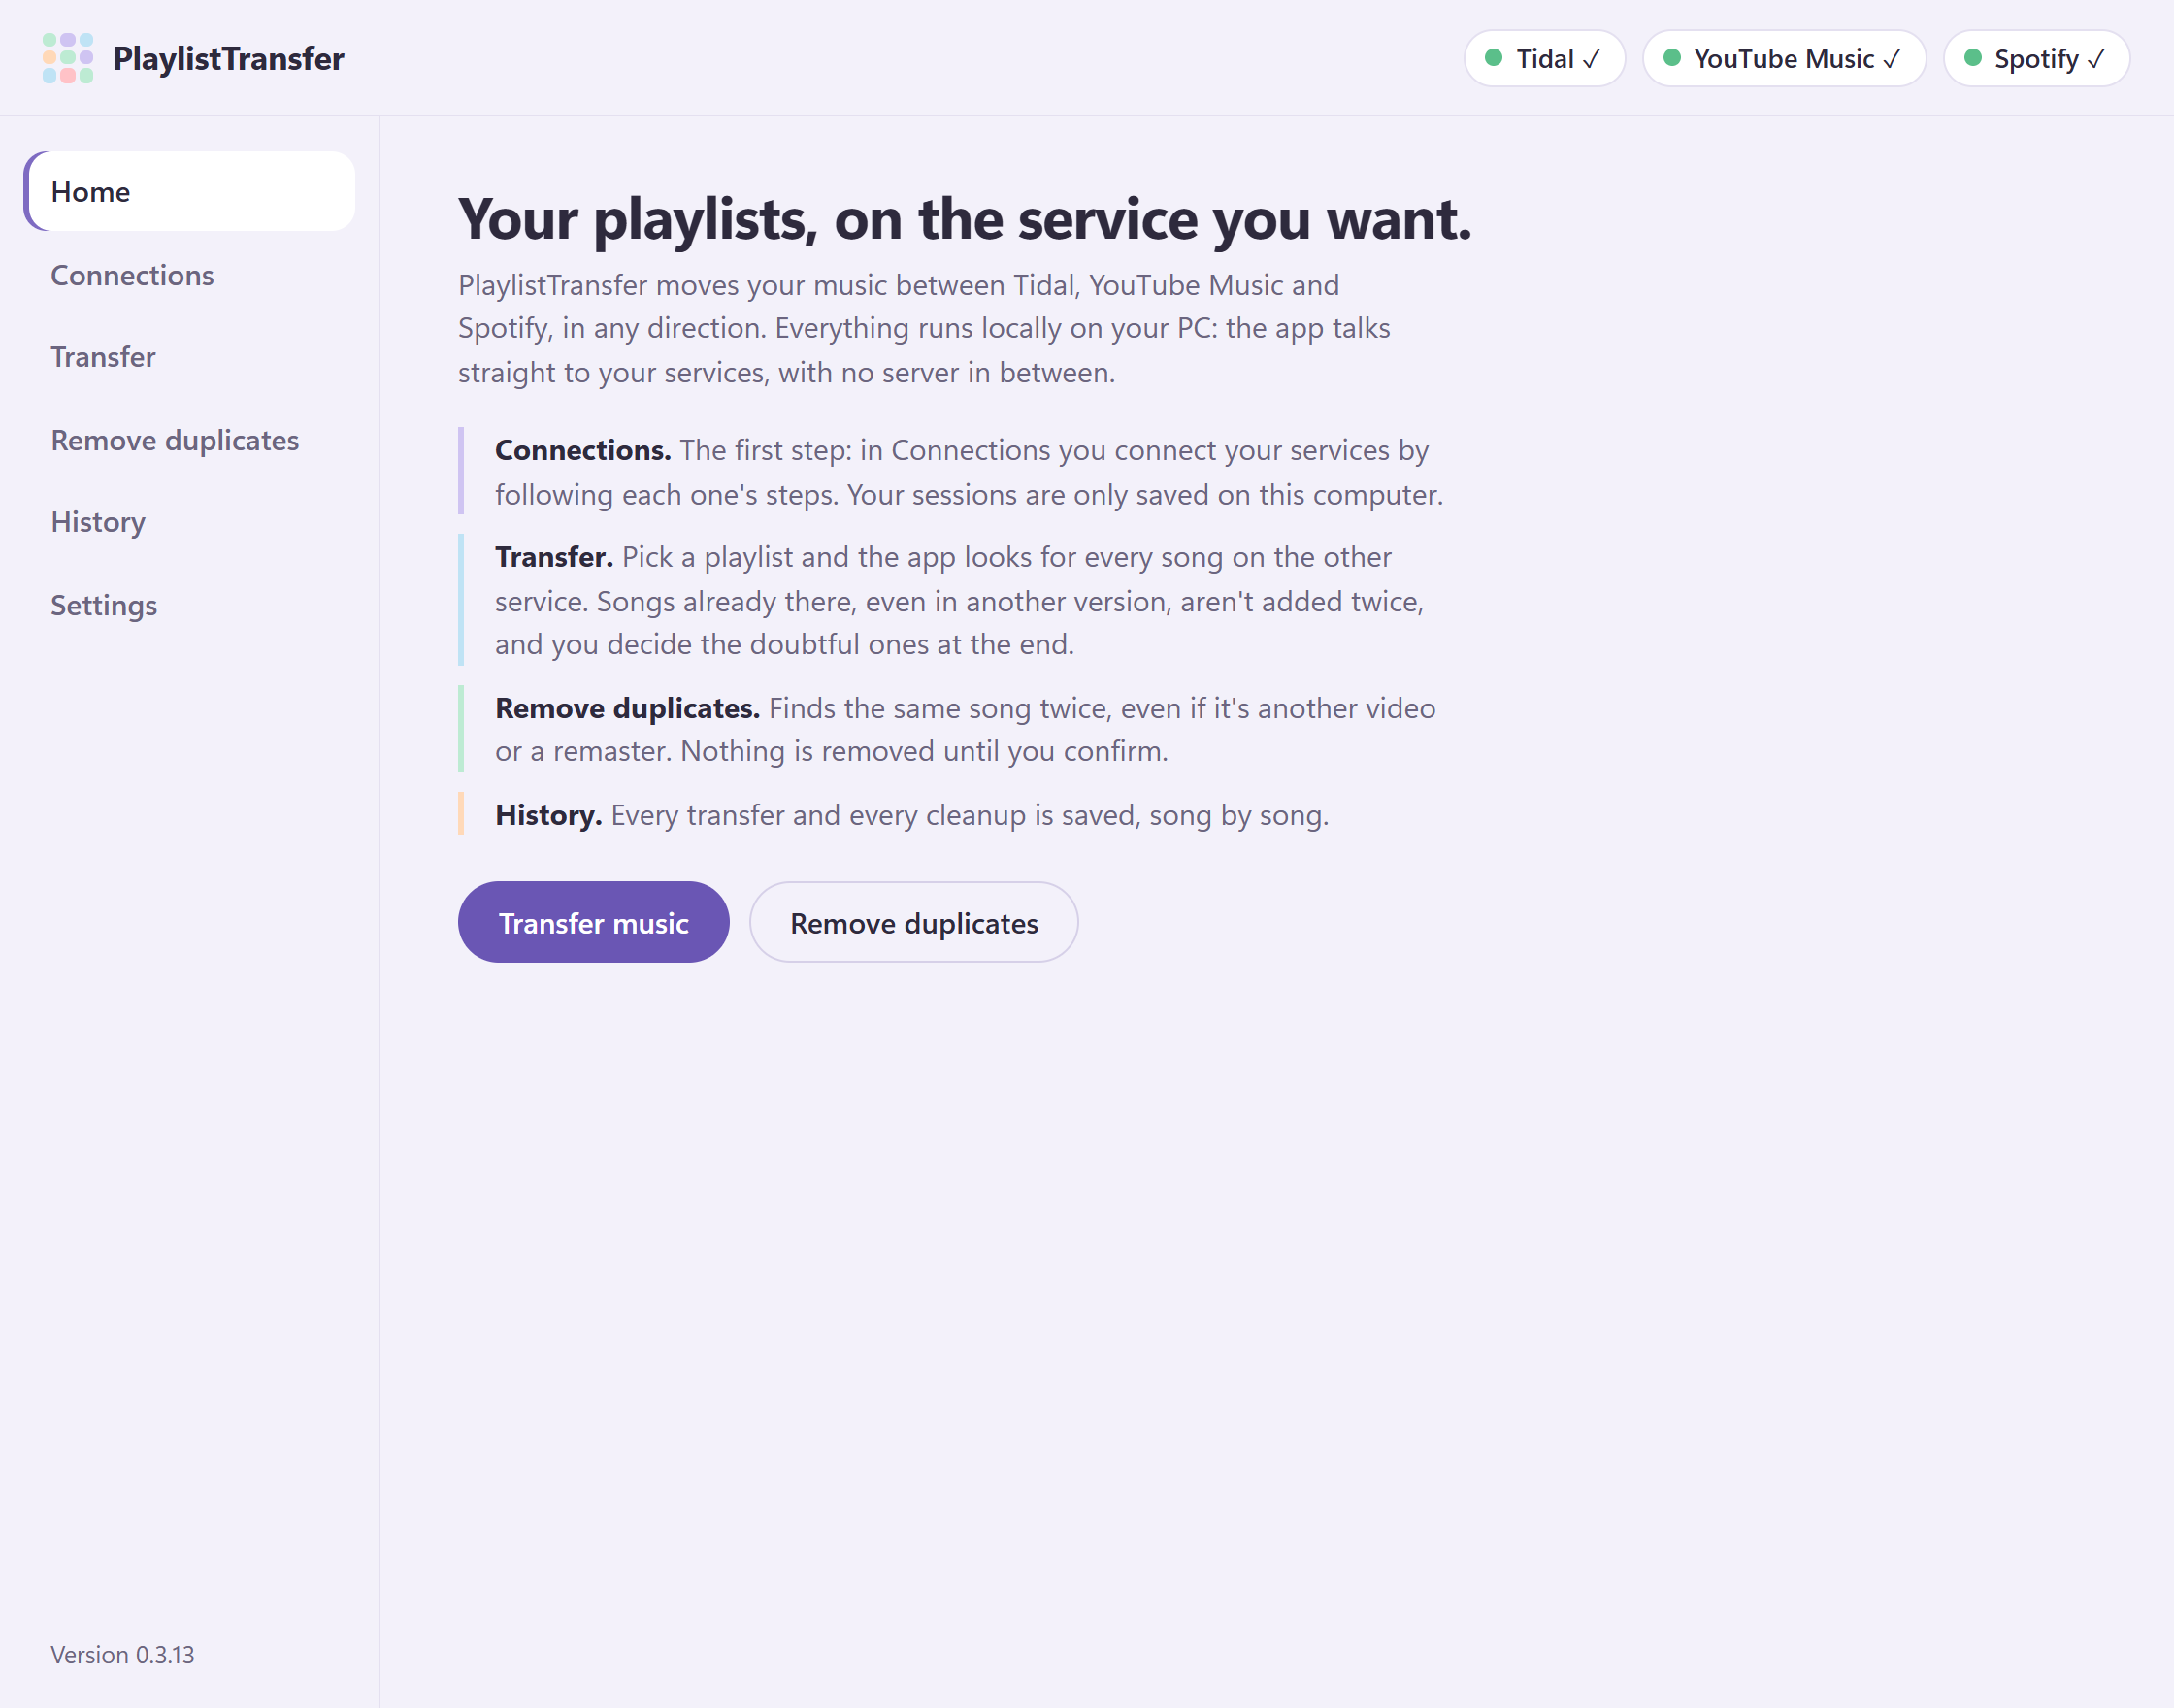 PlaylistTransfer
Tidal ✓
YouTube Music ✓
Spotify ✓
Home
Connections
Transfer
Remove duplicates
History
Settings
Version 0.3.13
Your playlists, on the service you want.
PlaylistTransfer moves your music between Tidal, YouTube Music and
Spotify, in any direction. Everything runs locally on your PC: the app talks
straight to your services, with no server in between.
Connections. The first step: in Connections you connect your services by
following each one's steps. Your sessions are only saved on this computer.
Transfer. Pick a playlist and the app looks for every song on the other
service. Songs already there, even in another version, aren't added twice,
and you decide the doubtful ones at the end.
Remove duplicates. Finds the same song twice, even if it's another video
or a remaster. Nothing is removed until you confirm.
History. Every transfer and every cleanup is saved, song by song.
Transfer music
Remove duplicates